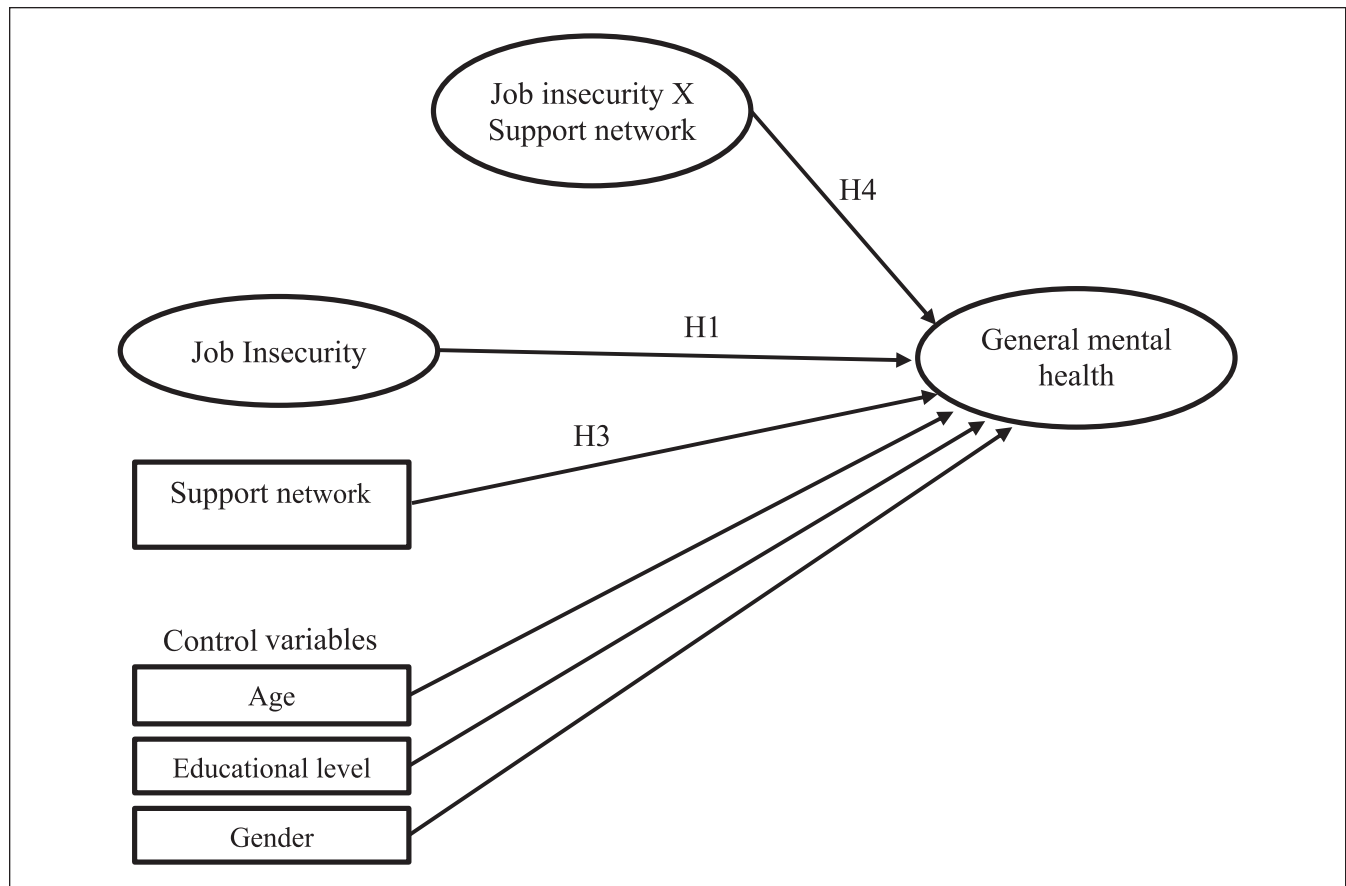 Job insecurity X
Support network
H4
H1
Job Insecurity
General mental
health
H3
Support network
Control variables
Age
Educational level
Gender